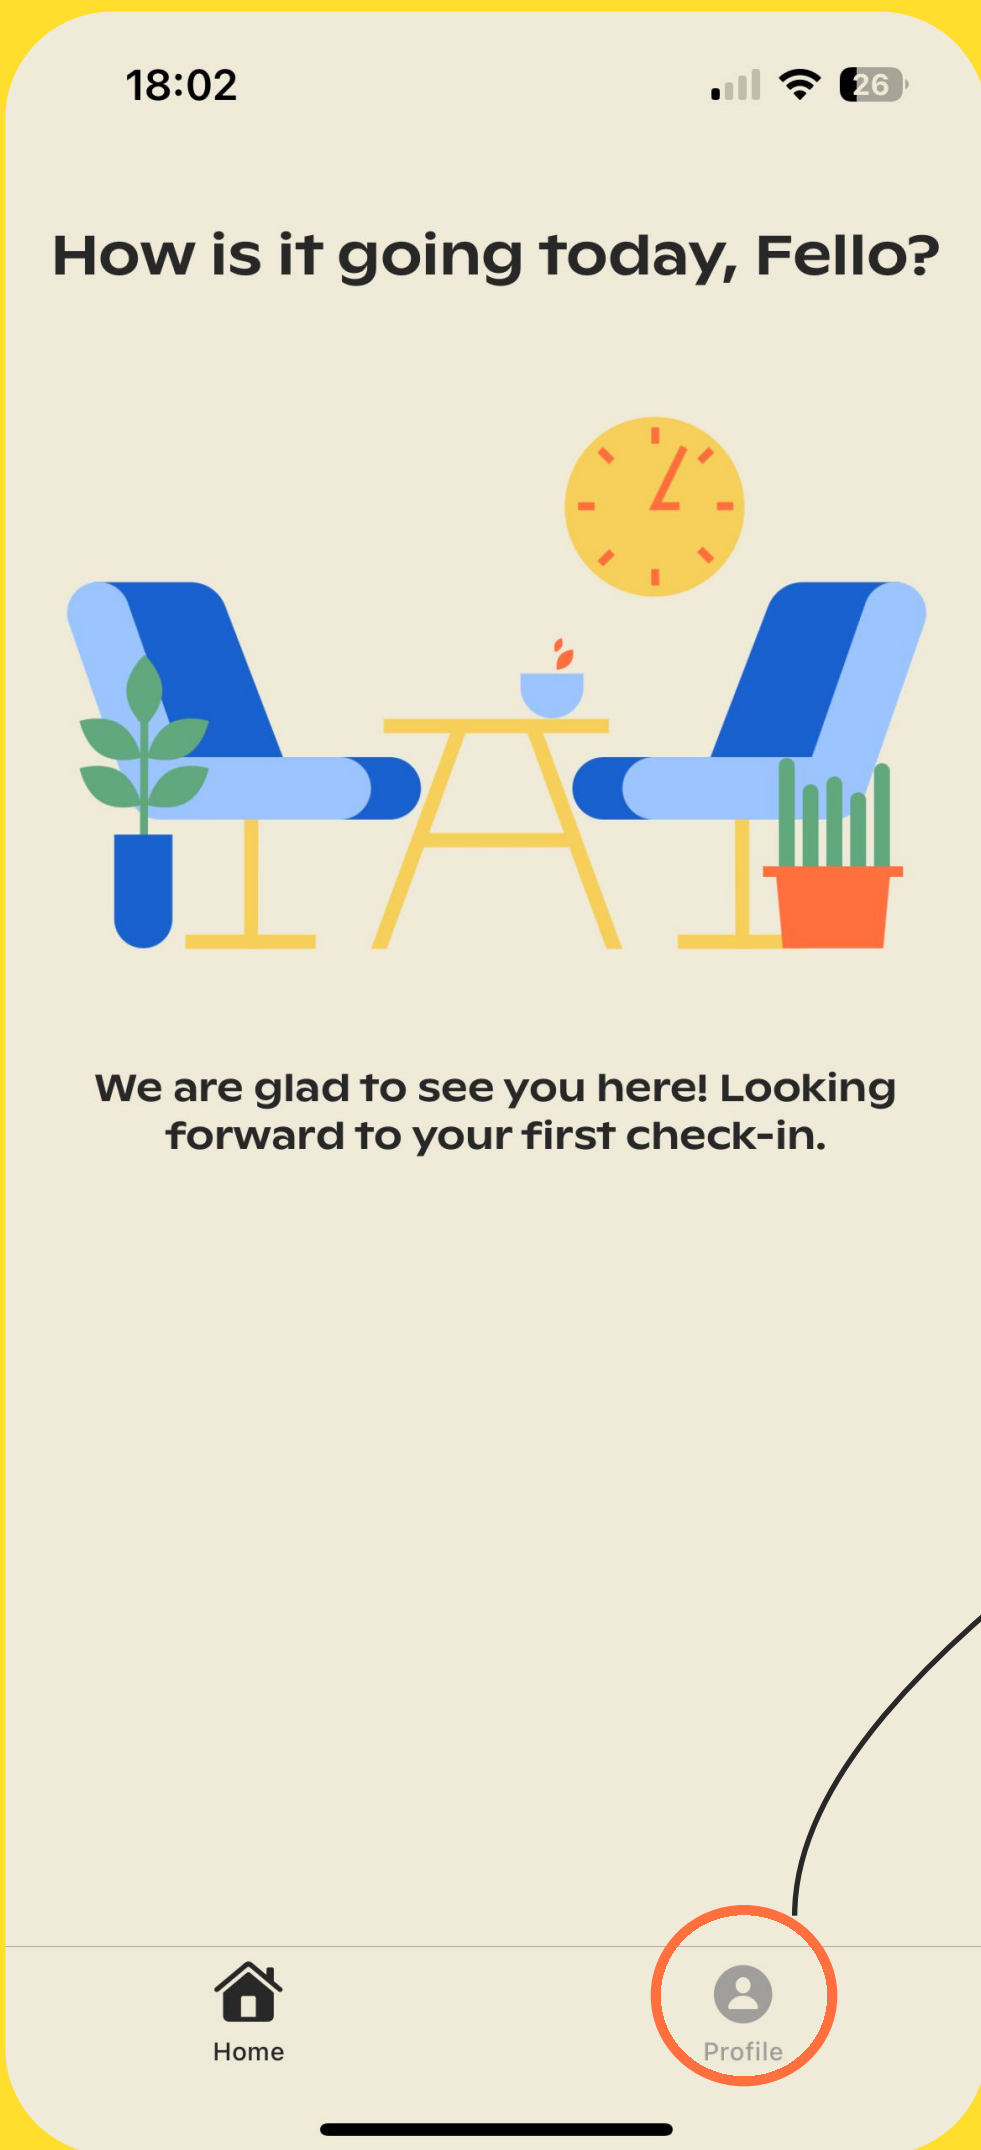 18:02
26
How is it going today, Fello?
We are glad to see you here! Looking
forward to your first check-in.
Home
Profile